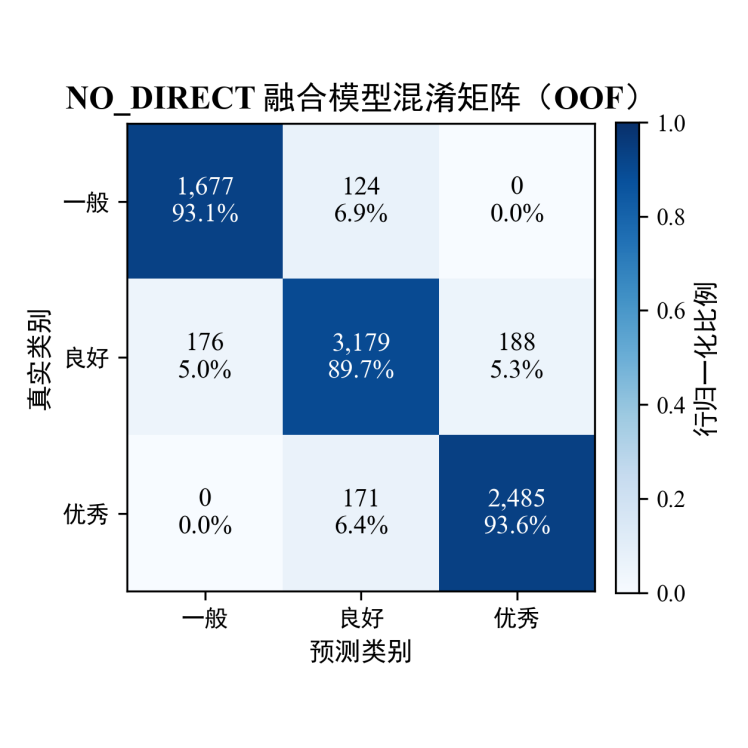 NO_DIRECT 融合模型混淆矩阵（OOF）
真实类别
一般
1,677
93.1%
124
6.9%
0
0.0%
良好
176
5.0%
3,179
89.7%
188
5.3%
优秀
0
0.0%
171
6.4%
2,485
93.6%
一般
良好
优秀
预测类别
1.0
0.8
0.6
0.4
0.2
0.0
行归一化比例